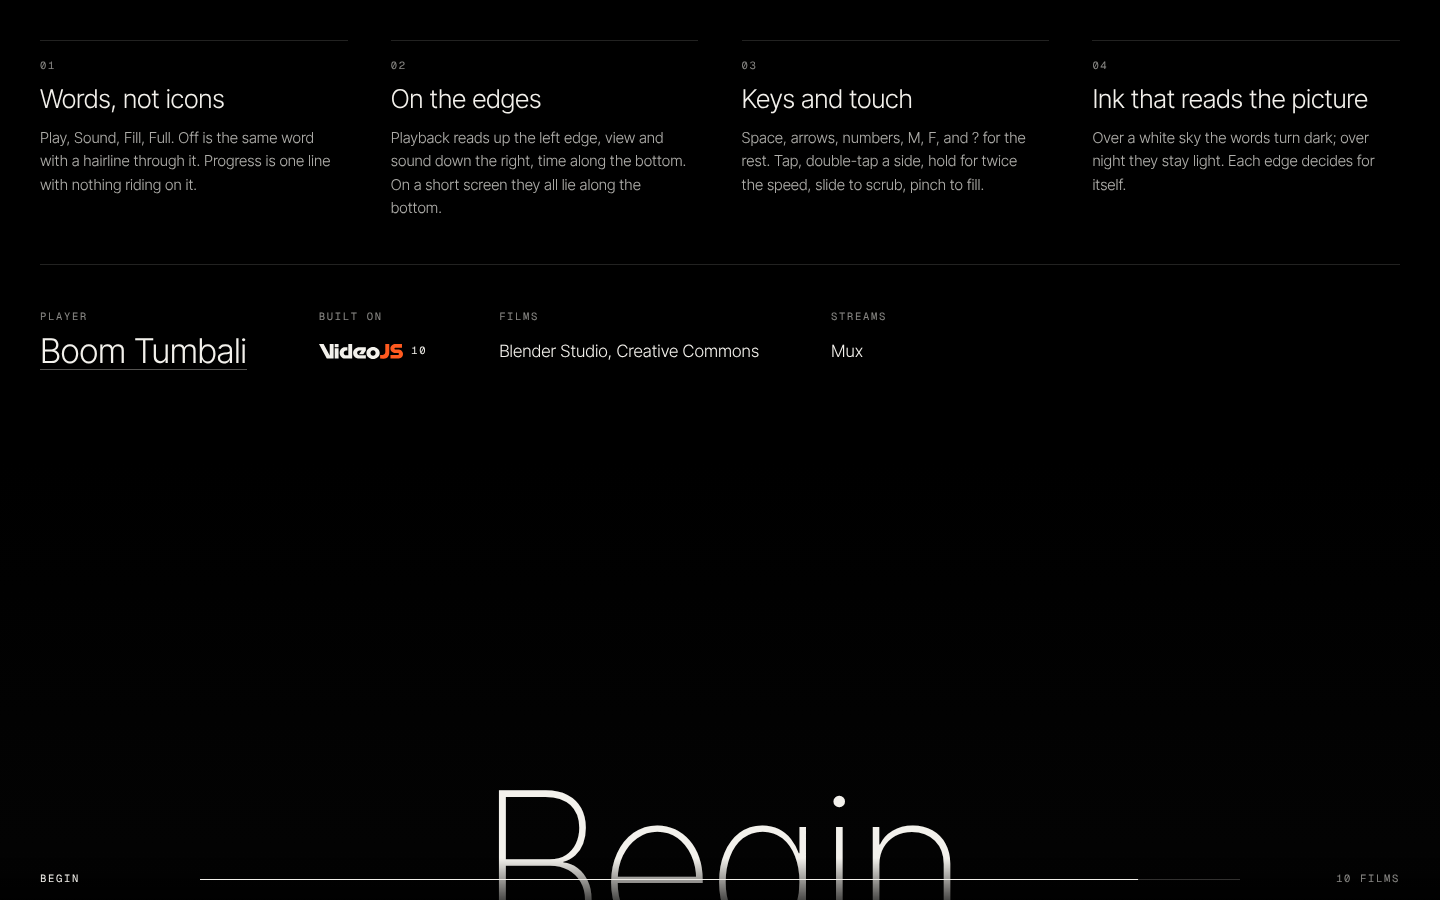 01
Words, not icons
Play, Sound, Fill, Full. Off is the same word
with a hairline through it. Progress is one line
with nothing riding on it.
02
On the edges
Playback reads up the left edge, view and
sound down the right, time along the bottom.
On a short screen they all lie along the
bottom.
03
Keys and touch
Space, arrows, numbers, M, F, and ? for the
rest. Tap, double-tap a side, hold for twice
the speed, slide to scrub, pinch to fill.
04
Ink that reads the picture
Over a white sky the words turn dark; over
night they stay light. Each edge decides for
itself.
PLAYER
Boom Tumbali
BUILT ON
VideoJS 10
FILMS
Blender Studio, Creative Commons
STREAMS
Mux
Begin
BEGIN
10 FILMS